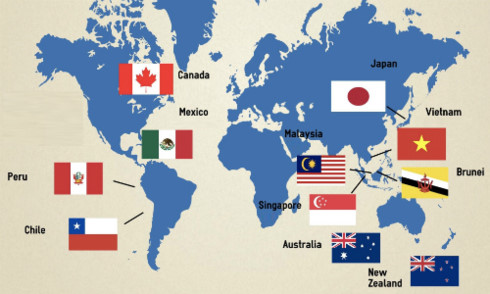 Canada
Japan
Mexico
Vietnam
Malaysia
Peru
Brunei
Singapore
Chile
Australia
New
Zealand